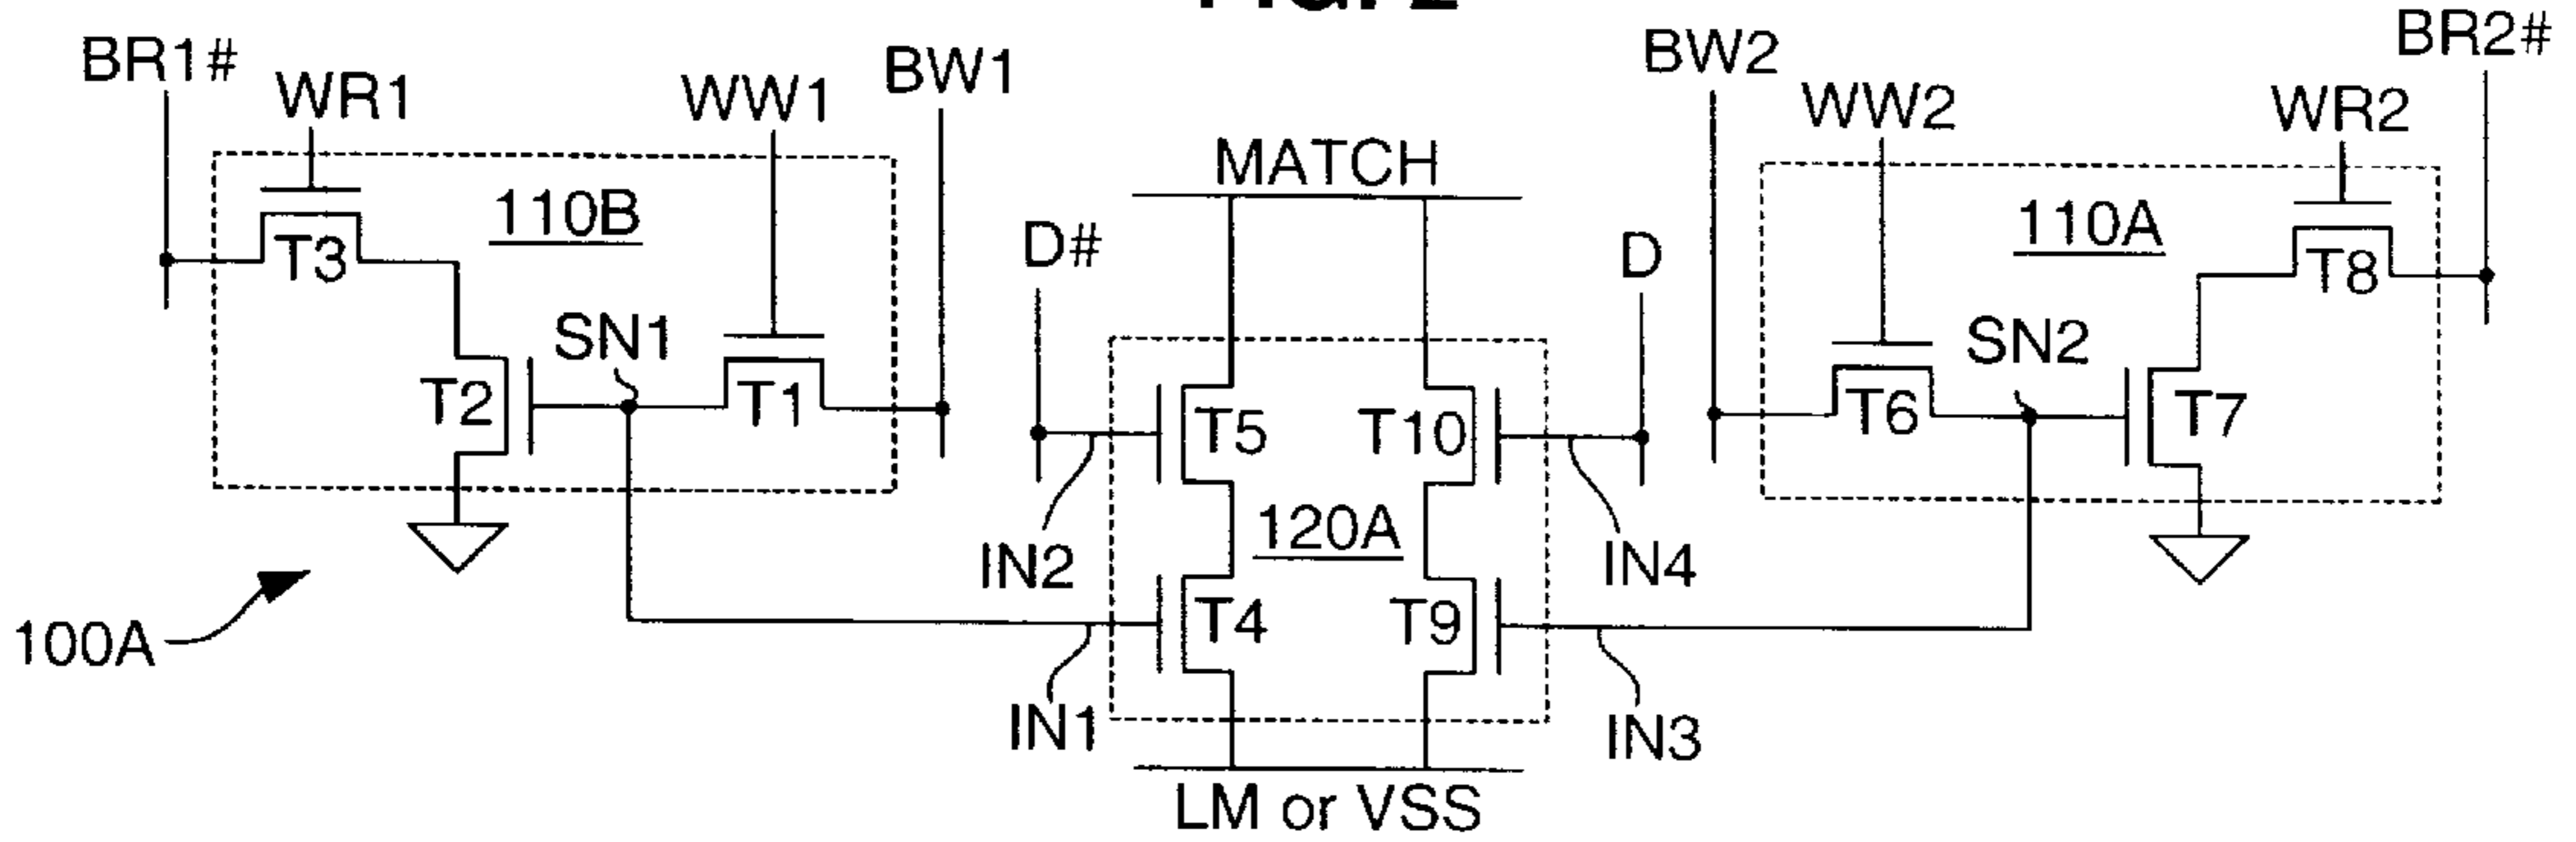 BR1#
WR1
WW1
BW1
BW2
WW2
WR2
BR2#
MATCH
110B
110A
T3
D#
D
T8
SN1
SN2
T2
T1
T5
T10
T6
T7
120A
IN2
IN4
T4
T9
100A
IN1
IN3
LM or VSS